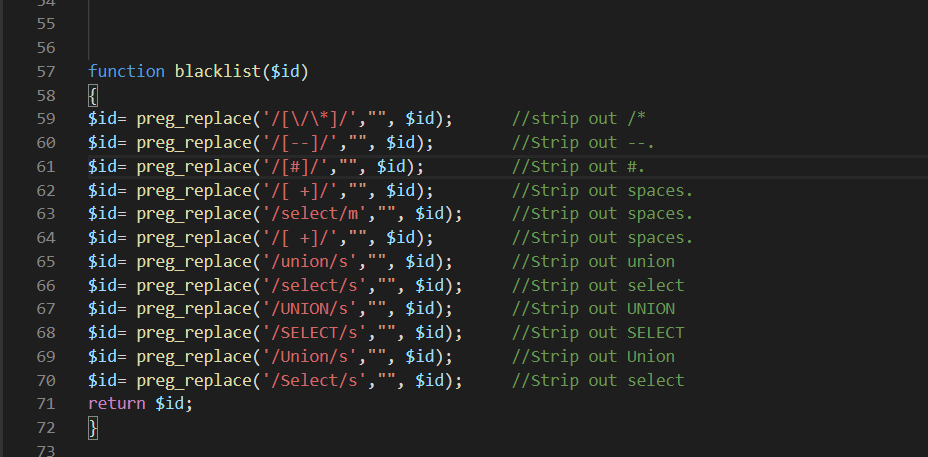 54
55
56
57 function blacklist($id)
58 {
59 $id= preg_replace('/[\/\*]/',"", $id); //strip out /*
60 $id= preg_replace('/[--]/',"", $id); //Strip out --.
61 $id= preg_replace('/[#]/',"", $id); //Strip out #.
62 $id= preg_replace('/[ +]/',"", $id); //Strip out spaces.
63 $id= preg_replace('/select/m',"", $id); //Strip out spaces.
64 $id= preg_replace('/[ +]/',"", $id); //Strip out spaces.
65 $id= preg_replace('/union/s',"", $id); //Strip out union
66 $id= preg_replace('/select/s',"", $id); //Strip out select
67 $id= preg_replace('/UNION/s',"", $id); //Strip out UNION
68 $id= preg_replace('/SELECT/s',"", $id); //Strip out SELECT
69 $id= preg_replace('/Union/s',"", $id); //Strip out Union
70 $id= preg_replace('/Select/s',"", $id); //Strip out select
71 return $id;
72 }
73